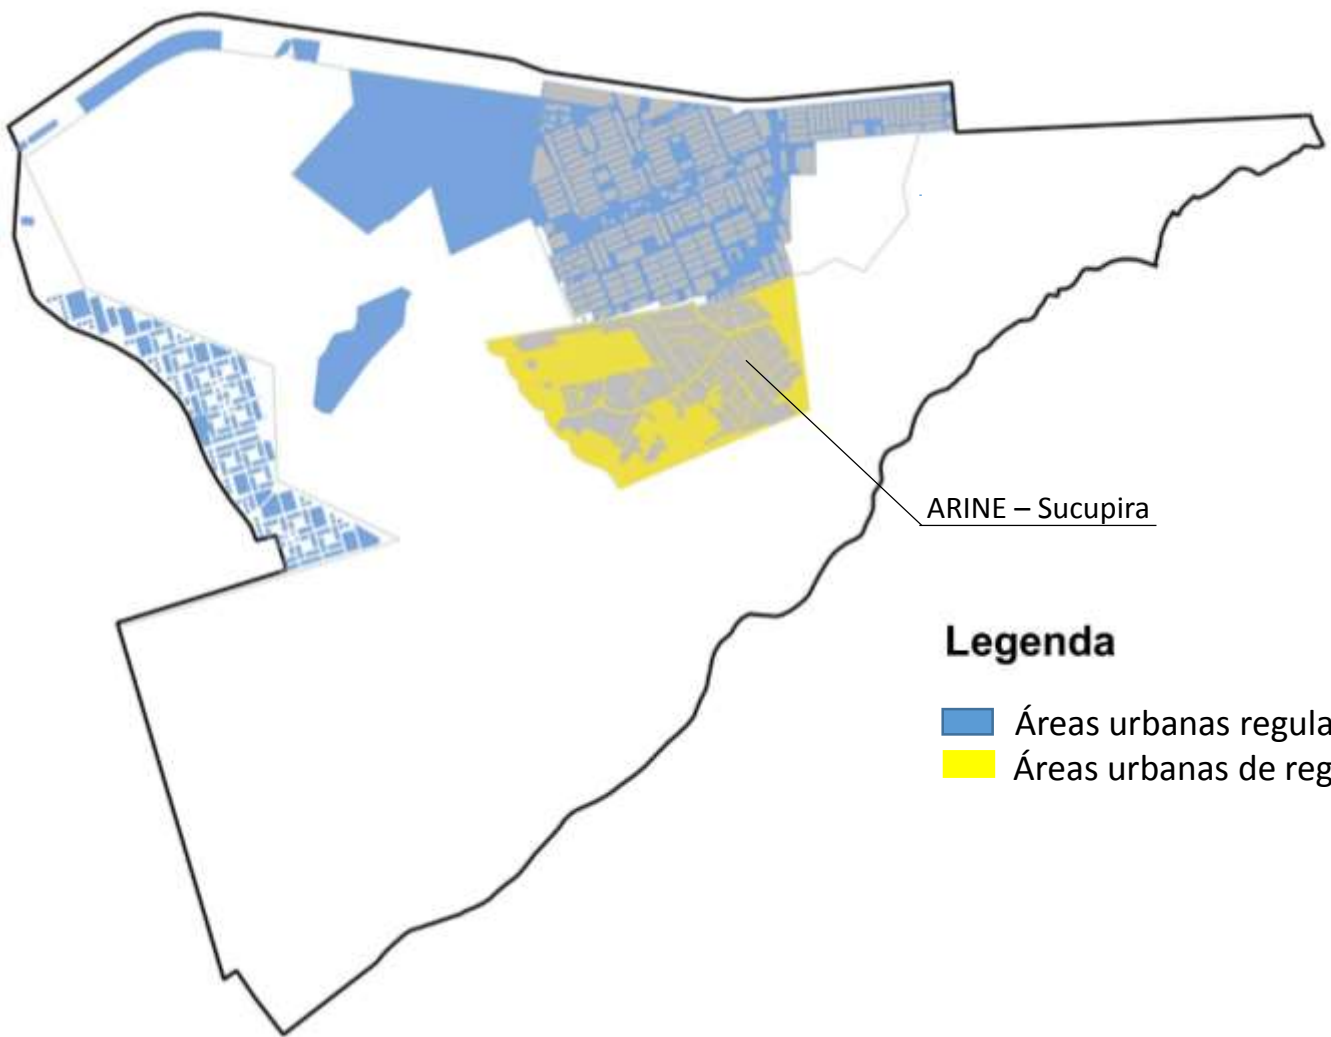 ARINE – Sucupira
Legenda
Áreas urbanas regula
Áreas urbanas de reg